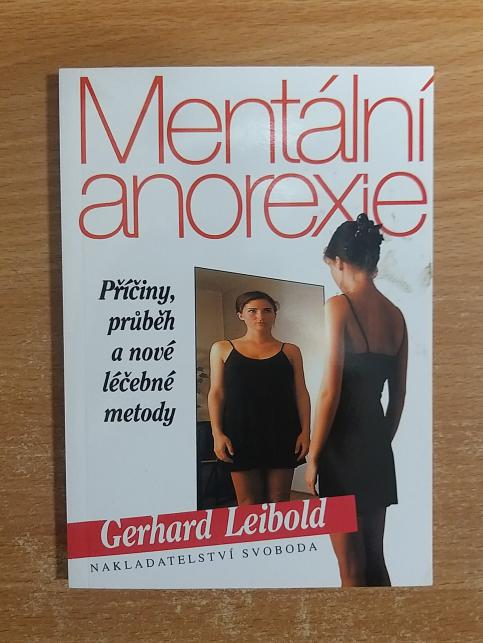 Mentální
anorexie
Příčiny,
průběh
a nové
léčebné
metody
Gerhard Leibold
NAKLADATELSTVÍ SVOBODA